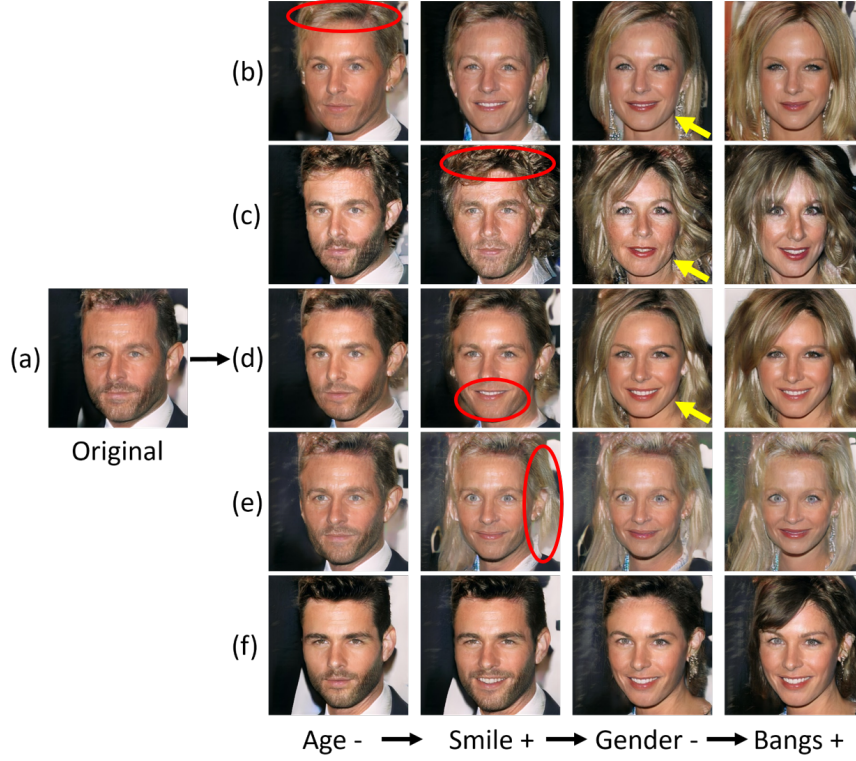 (b)
(c)
(a)
(d)
Original
(e)
(f)
Age - Smile + Gender - Bangs +